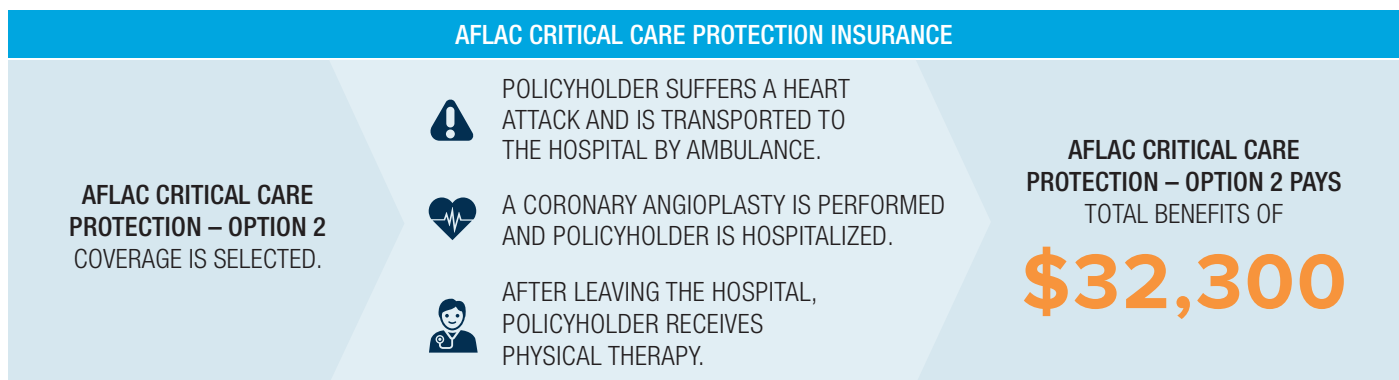 AFLAC CRITICAL CARE PROTECTION INSURANCE
AFLAC CRITICAL CARE
PROTECTION – OPTION 2
COVERAGE IS SELECTED.
POLICYHOLDER SUFFERS A HEART
ATTACK AND IS TRANSPORTED TO
THE HOSPITAL BY AMBULANCE.
A CORONARY ANGIOPLASTY IS PERFORMED
AND POLICYHOLDER IS HOSPITALIZED.
AFTER LEAVING THE HOSPITAL,
POLICYHOLDER RECEIVES
PHYSICAL THERAPY.
AFLAC CRITICAL CARE
PROTECTION – OPTION 2 PAYS
TOTAL BENEFITS OF
$32,300